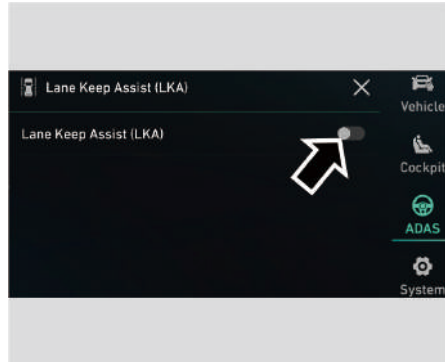 Lane Keep Assist (LKA)
Lane Keep Assist (LKA)
Vehicle
Cockpit
ADAS
System